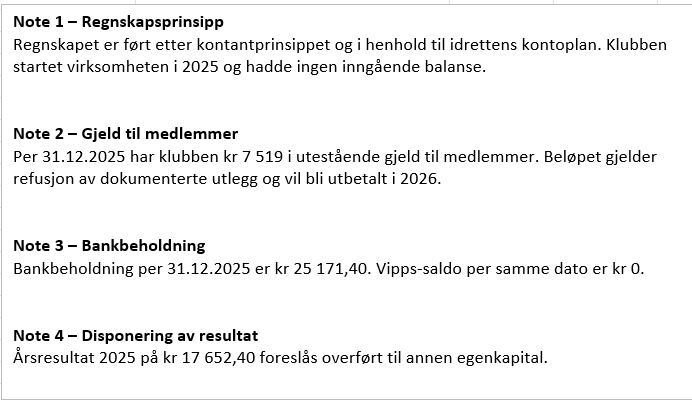 Note 1 – Regnskapsprinsipp
Regnskapet er ført etter kontantprinsippet og i henhold til idrettens kontoplan. Klubben
startet virksomheten i 2025 og hadde ingen inngående balanse.
Note 2 – Gjeld til medlemmer
Per 31.12.2025 har klubben kr 7 519 i utestående gjeld til medlemmer. Beløpet gjelder
refusjon av dokumenterte utlegg og vil bli utbetalt i 2026.
Note 3 – Bankbeholdning
Bankbeholdning per 31.12.2025 er kr 25 171,40. Vipps-saldo per samme dato er kr 0.
Note 4 – Disponering av resultat
Årsresultat 2025 på kr 17 652,40 foreslås overført til annen egenkapital.